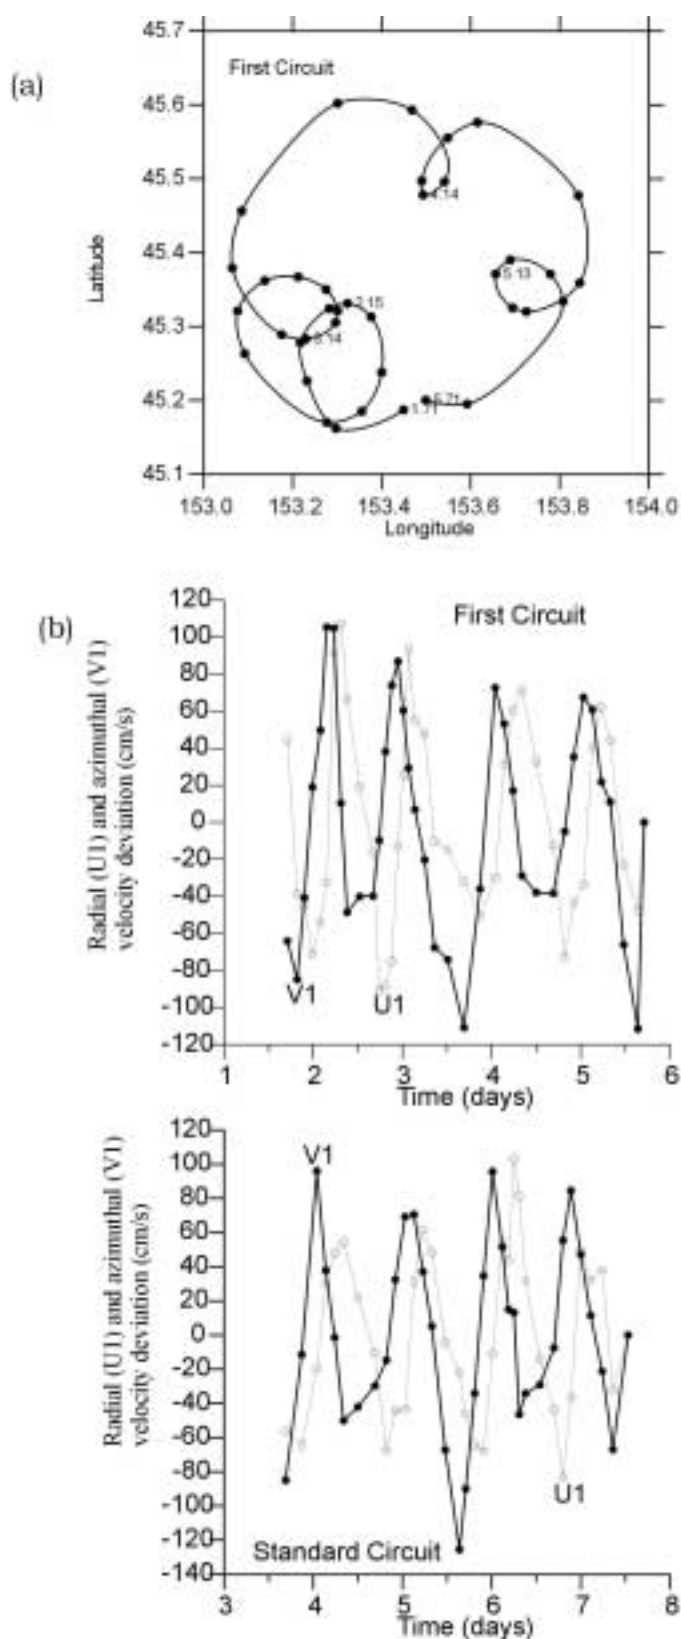 (a)
First Circuit
45.7
45.6
45.5
45.4
45.3
45.2
45.1
Latitude
4.14
5.13
2.15
3.14
1.71
5.71
153.0 153.2 153.4 153.6 153.8 154.0
Longitude
(b)
First Circuit
Radial (U1) and azimuthal (V1)
velocity deviation (cm/s)
120
100
80
60
40
20
0
-20
-40
-60
-80
-100
-120
V1
U1
1 2 3 4 5 6
Time (days)
Radial (U1) and azimuthal (V1)
velocity deviation (cm/s)
120
100
80
60
40
20
0
-20
-40
-60
-80
-100
-120
-140
V1
U1
Standard Circuit
3 4 5 6 7 8
Time (days)